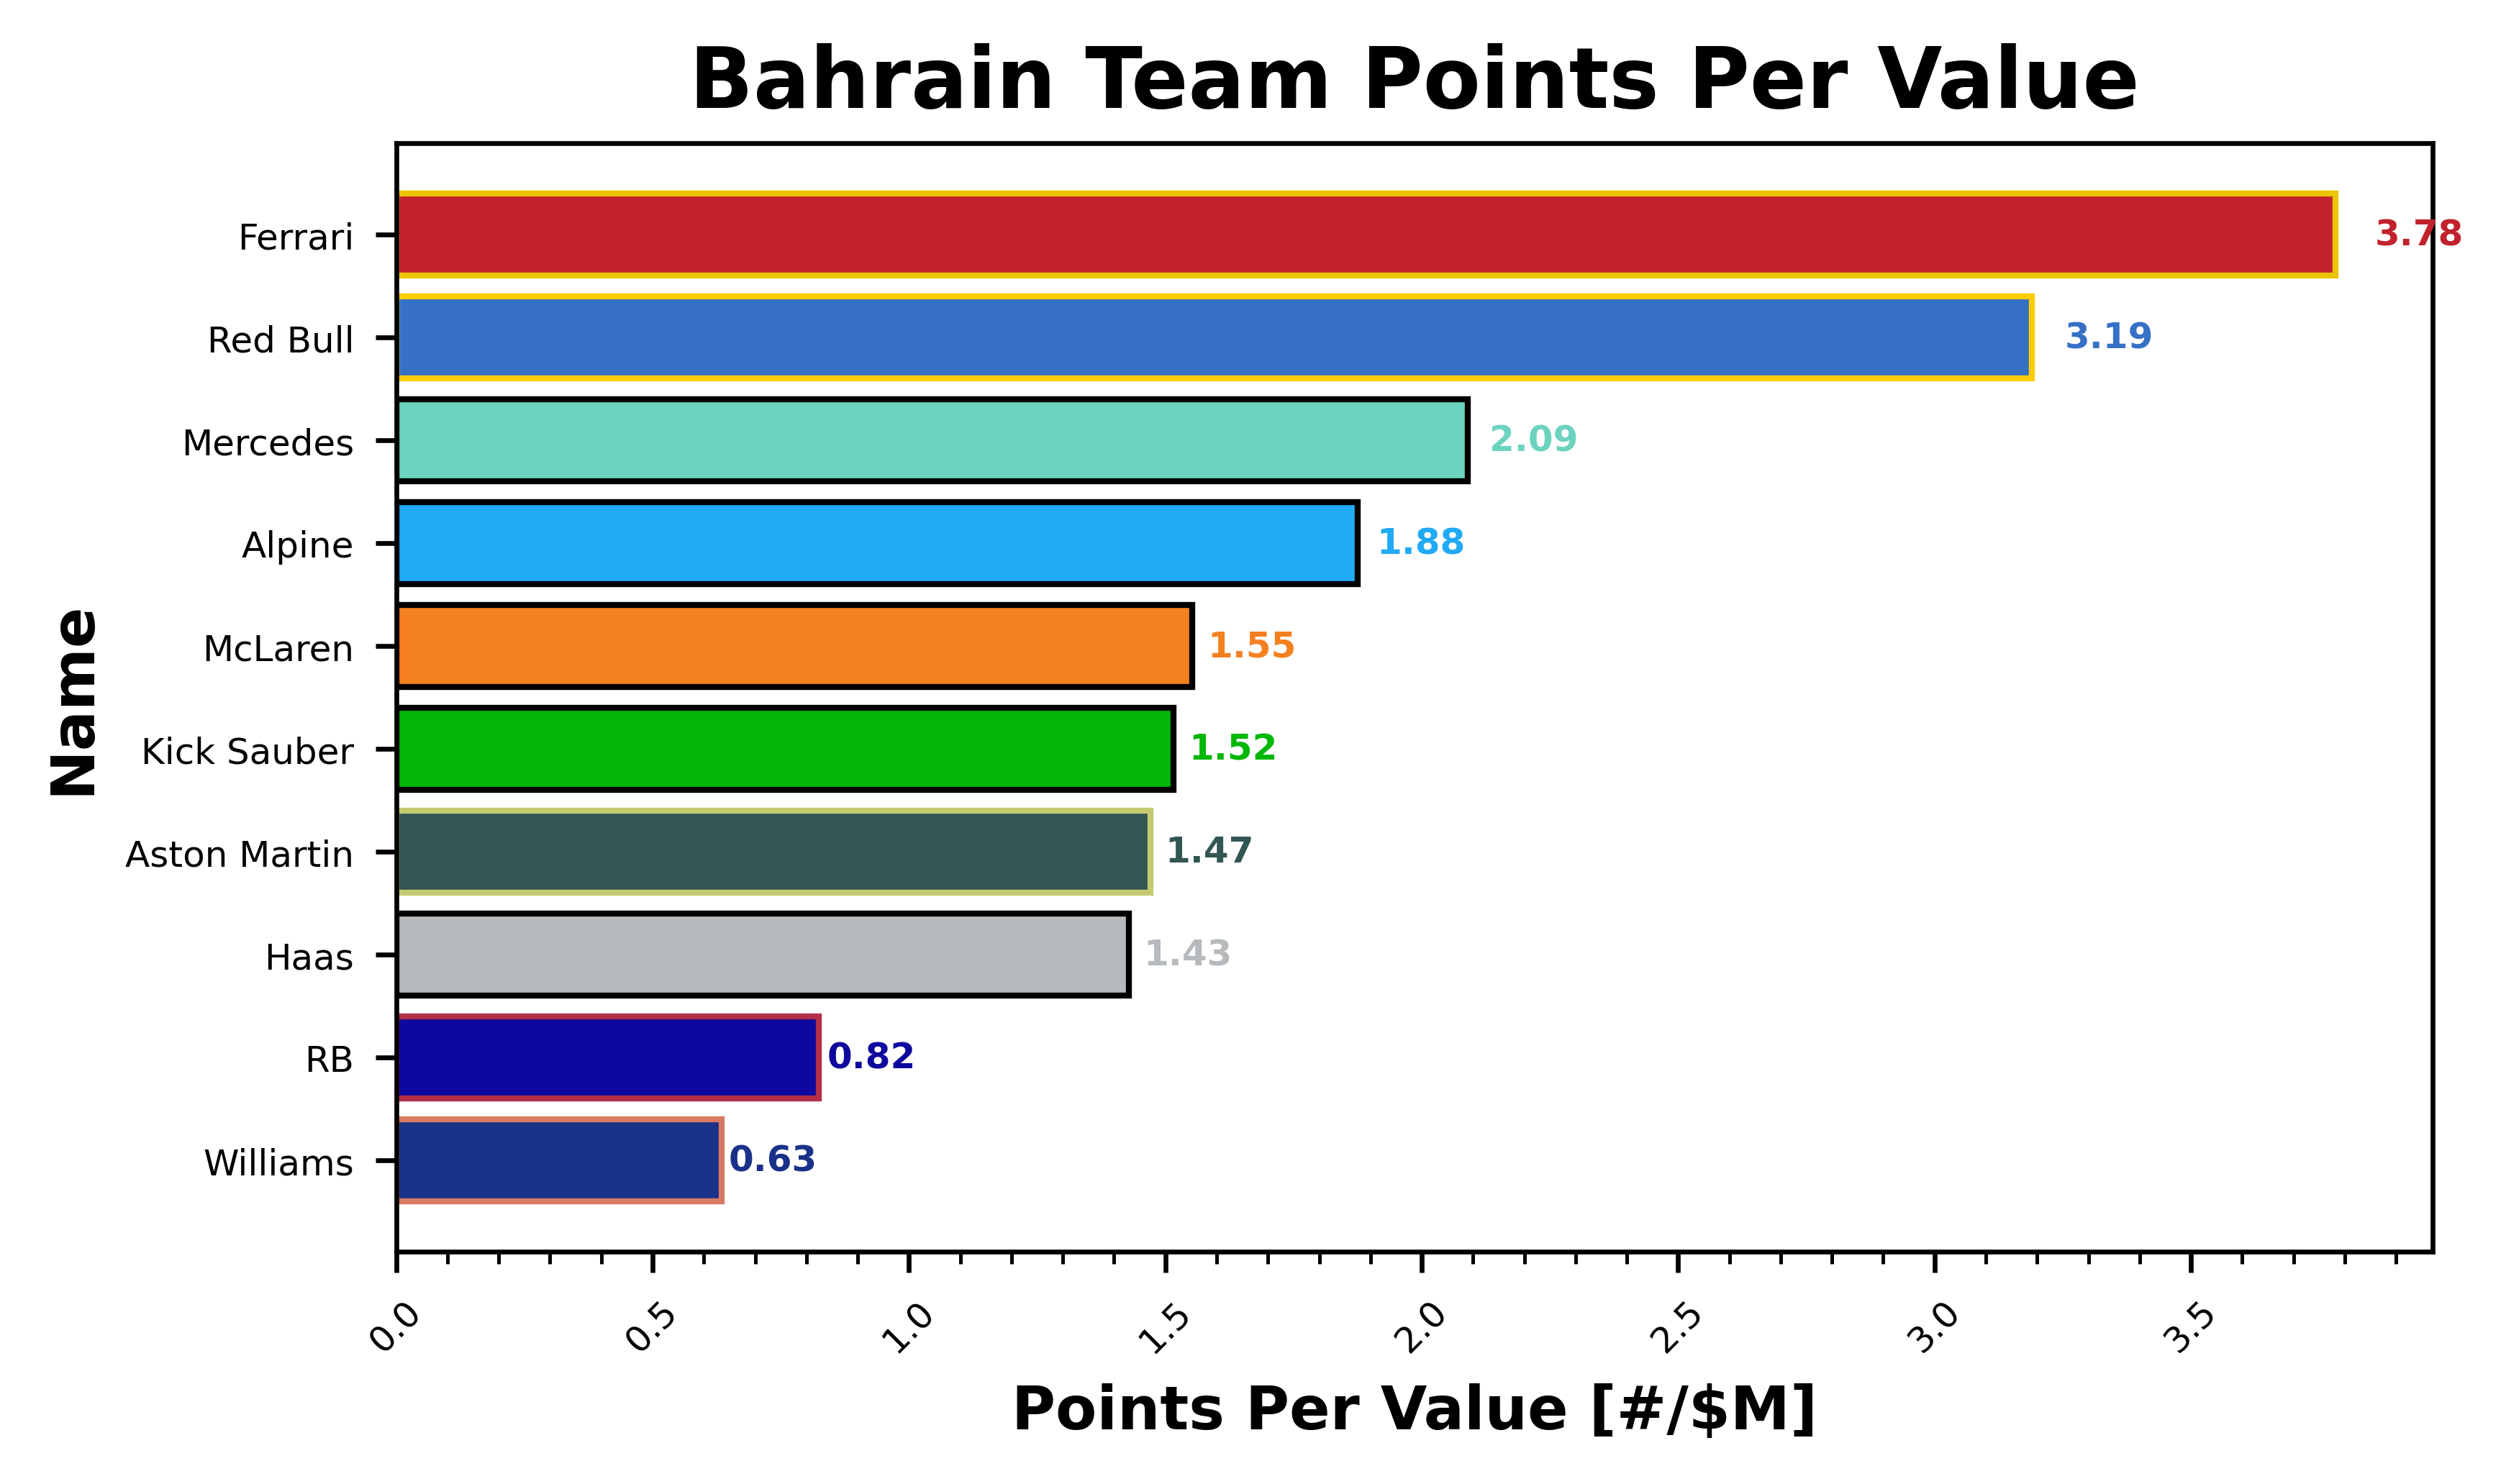 Bahrain Team Points Per Value
Name
Ferrari 3.78
Red Bull 3.19
Mercedes 2.09
Alpine 1.88
McLaren 1.55
Kick Sauber 1.52
Aston Martin 1.47
Haas 1.43
RB 0.82
Williams 0.63
0.0 0.5 1.0 1.5 2.0 2.5 3.0 3.5
Points Per Value [#/$M]